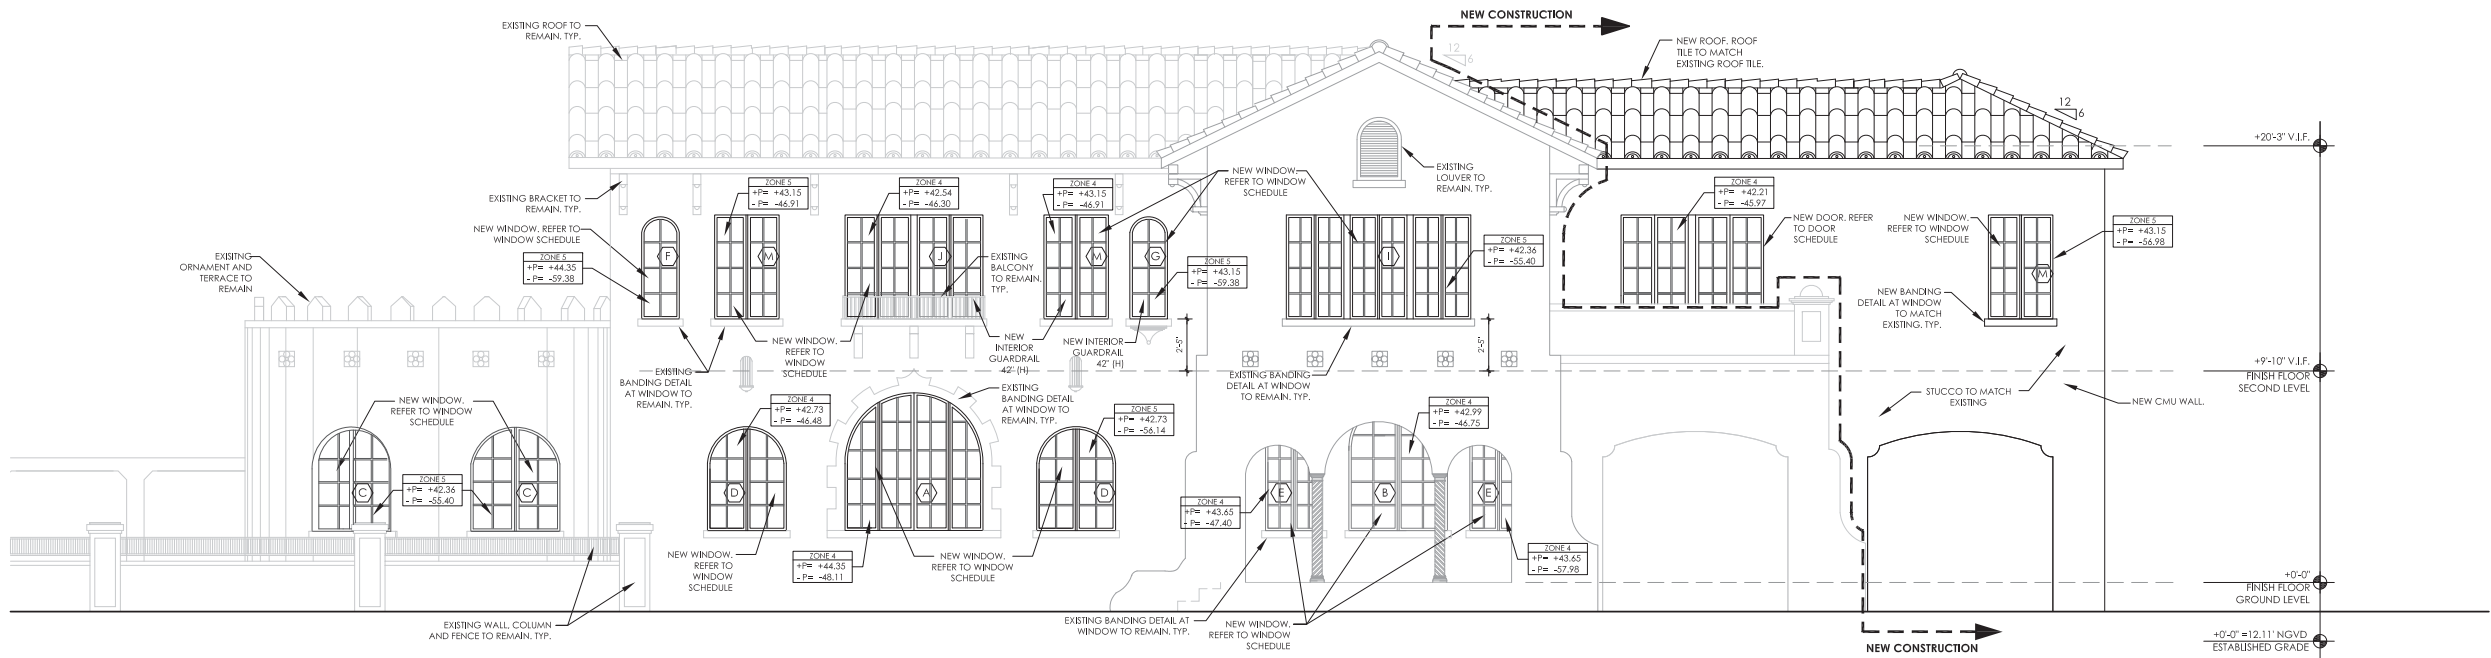 NEW CONSTRUCTION
EXISTING ROOF TO
REMAIN. TYP.
12
6
NEW ROOF. ROOF
TILE TO MATCH
EXISTING ROOF TILE.
12
6
+20'-3" V.I.F.
EXISTING BRACKET TO
REMAIN. TYP.
ZONE 5
+P= +43.15
- P= -46.91
ZONE 4
+P= +42.54
- P= -46.30
ZONE 4
+P= +43.15
- P= -46.91
NEW WINDOW.
REFER TO WINDOW
SCHEDULE
EXISTING
LOUVER TO
REMAIN. TYP.
ZONE 4
+P= +42.21
- P= -45.97
NEW DOOR. REFER
TO DOOR
SCHEDULE
NEW WINDOW.
REFER TO WINDOW
SCHEDULE
ZONE 5
+P= +43.15
- P= -56.98
NEW WINDOW. REFER TO
WINDOW SCHEDULE
ZONE 5
+P= +44.35
- P= -59.38
EXISITNG
ORNAMENT AND
TERRACE TO
REMAIN
F
M
J
M
G
I
M
EXISTING
BALCONY
TO REMAIN.
TYP.
ZONE 5
+P= +43.15
- P= -59.38
ZONE 5
+P= +42.36
- P= -55.40
NEW BANDING
DETAIL AT WINDOW
TO MATCH
EXISTING. TYP.
NEW WINDOW.
REFER TO
WINDOW
SCHEDULE
NEW
INTERIOR
GUARDRAIL
42" (H)
NEW INTERIOR
GUARDRAIL
42" (H)
2'-5"
2'-5"
EXISTING
BANDING DETAIL
AT WINDOW TO
REMAIN. TYP.
EXISTING BANDING
DETAIL AT WINDOW
TO REMAIN. TYP.
+9'-10" V.I.F.
FINISH FLOOR
SECOND LEVEL
STUCCO TO MATCH
EXISTING
NEW CMU WALL.
NEW WINDOW.
REFER TO WINDOW
SCHEDULE
ZONE 4
+P= +42.73
- P= -46.48
EXISTING
BANDING DETAIL
AT WINDOW TO
REMAIN. TYP.
ZONE 5
+P= +42.73
- P= -56.14
ZONE 4
+P= +42.99
- P= -46.75
C
ZONE 5
+P= +42.36
- P= -55.40
C
D
A
D
E
B
E
ZONE 4
+P= +43.65
- P= -47.40
NEW WINDOW.
REFER TO
WINDOW
SCHEDULE
ZONE 4
+P= +44.35
- P= -48.11
NEW WINDOW.
REFER TO WINDOW
SCHEDULE
ZONE 4
+P= +43.65
- P= -57.98
+0'-0"
FINISH FLOOR
GROUND LEVEL
EXISTING WALL, COLUMN
AND FENCE TO REMAIN. TYP.
EXISTING BANDING DETAIL AT
WINDOW TO REMAIN. TYP.
NEW WINDOW.
REFER TO WINDOW
SCHEDULE
NEW CONSTRUCTION
+0'-0" =12.11' NGVD
ESTABLISHED GRADE